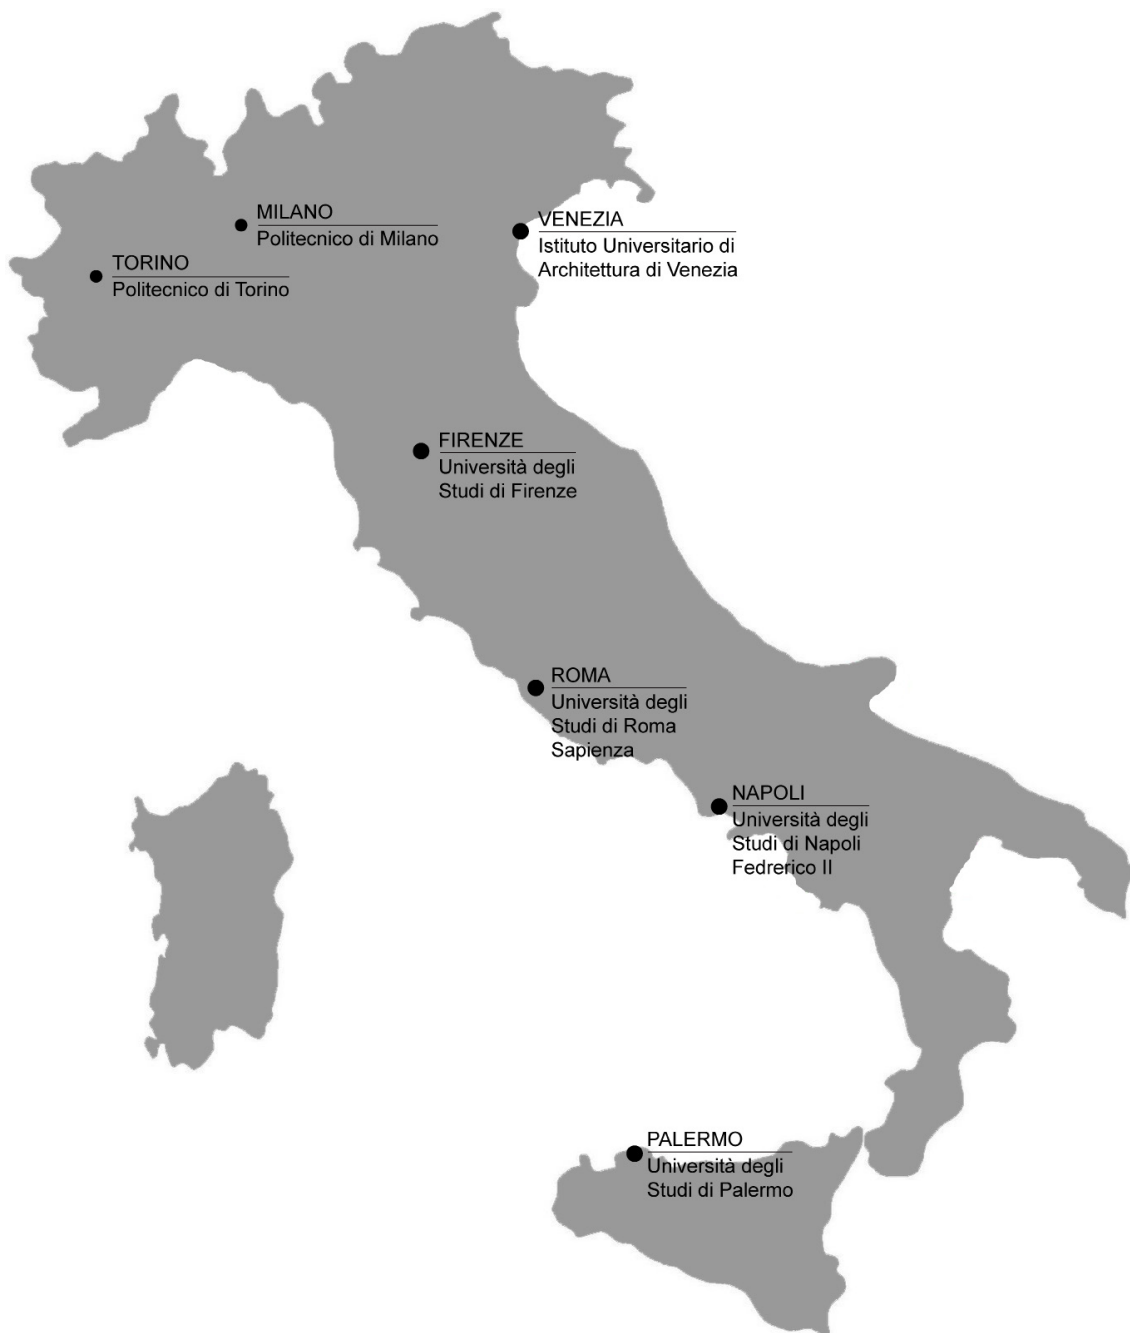 MILANO
Politecnico di Milano
VENEZIA
Istituto Universitario di
Architettura di Venezia
TORINO
Politecnico di Torino
FIRENZE
Università degli
Studi di Firenze
ROMA
Università degli
Studi di Roma
Sapienza
NAPOLI
Università degli
Studi di Napoli
Fedrerico II
PALERMO
Università degli
Studi di Palermo